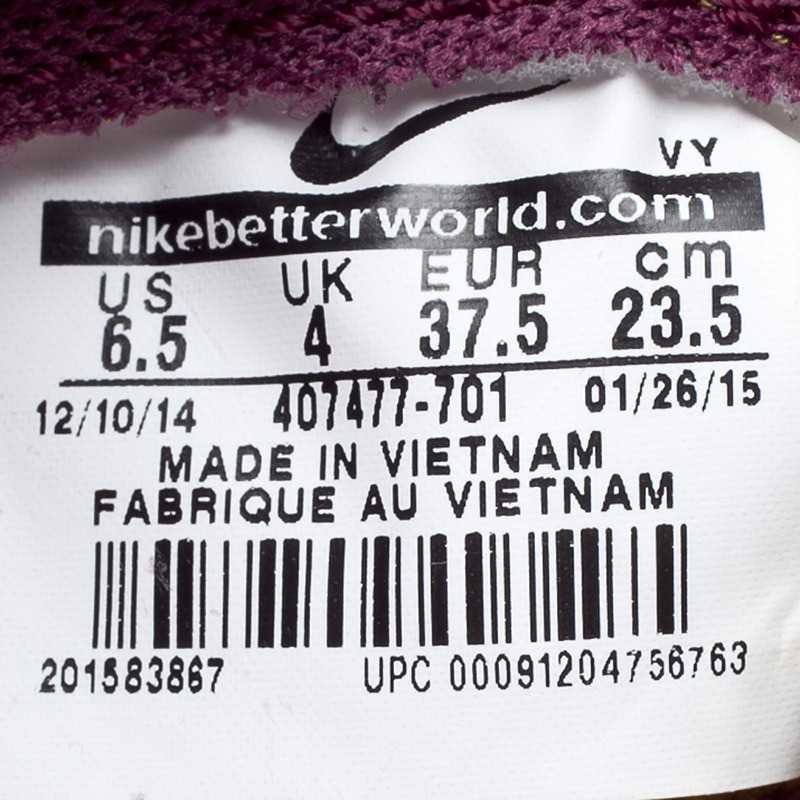 VY
nikebetterworld.com
US UK EUR cm
6.5 4 37.5 23.5
12/10/14 407477-701 01/26/15
MADE IN VIETNAM
FABRIQUE AU VIETNAM
201583867 UPC 00091204756763